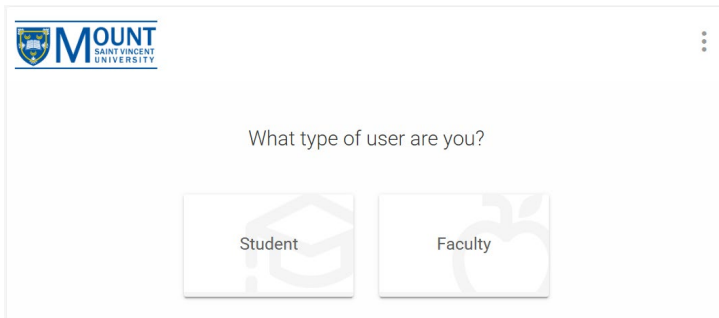 MOUNT
SAINT VINCENT
UNIVERSITY
What type of user are you?
Student
Faculty